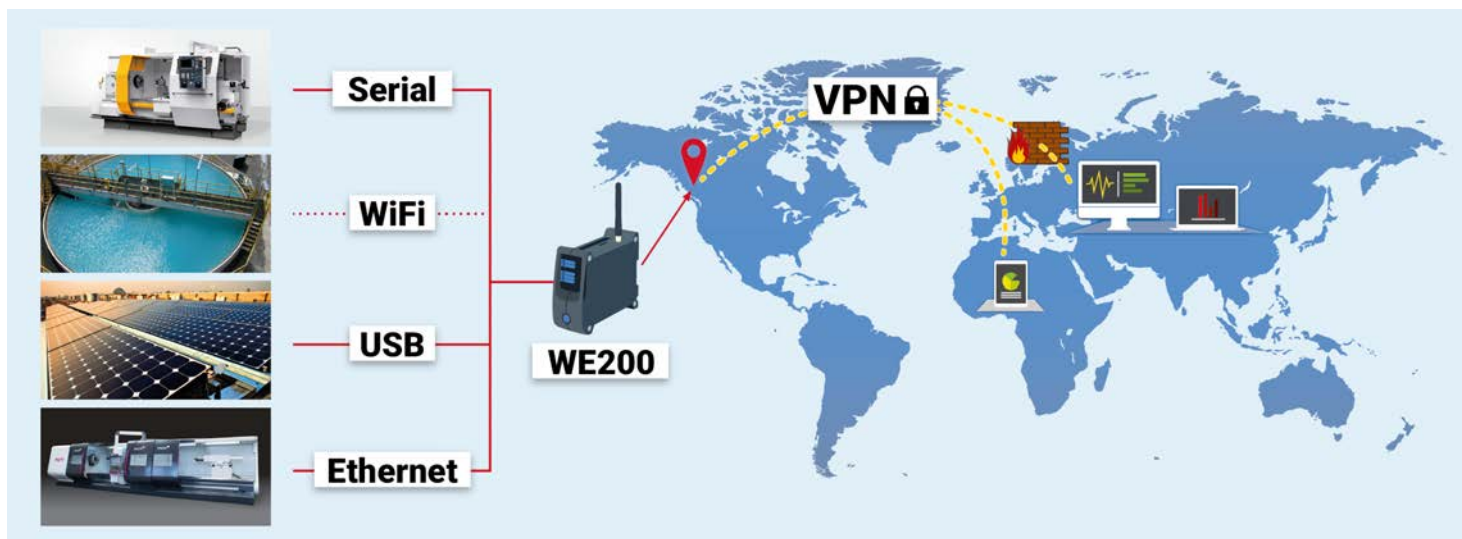 Serial
WiFi
USB
Ethernet
WE200
VPN